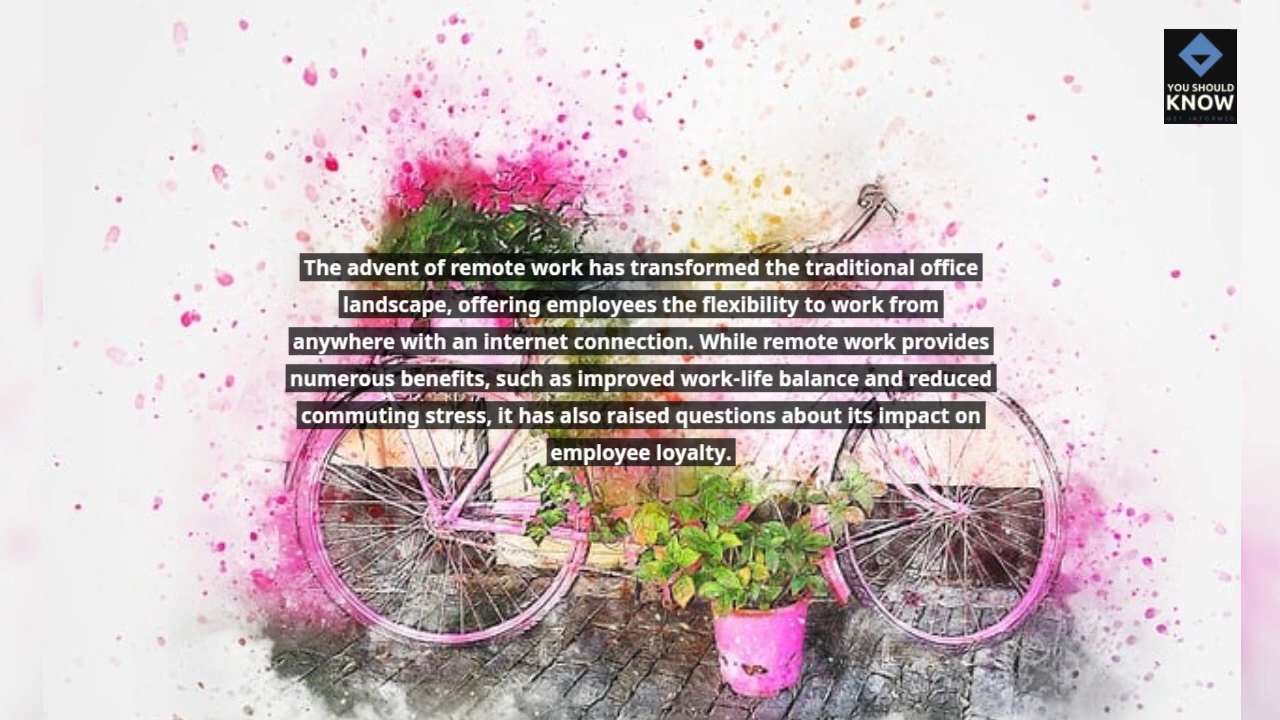 YOU SHOULD
KNOW
GET INFORMED
The advent of remote work has transformed the traditional office
landscape, offering employees the flexibility to work from
anywhere with an internet connection. While remote work provides
numerous benefits, such as improved work-life balance and reduced
commuting stress, it has also raised questions about its impact on
employee loyalty.